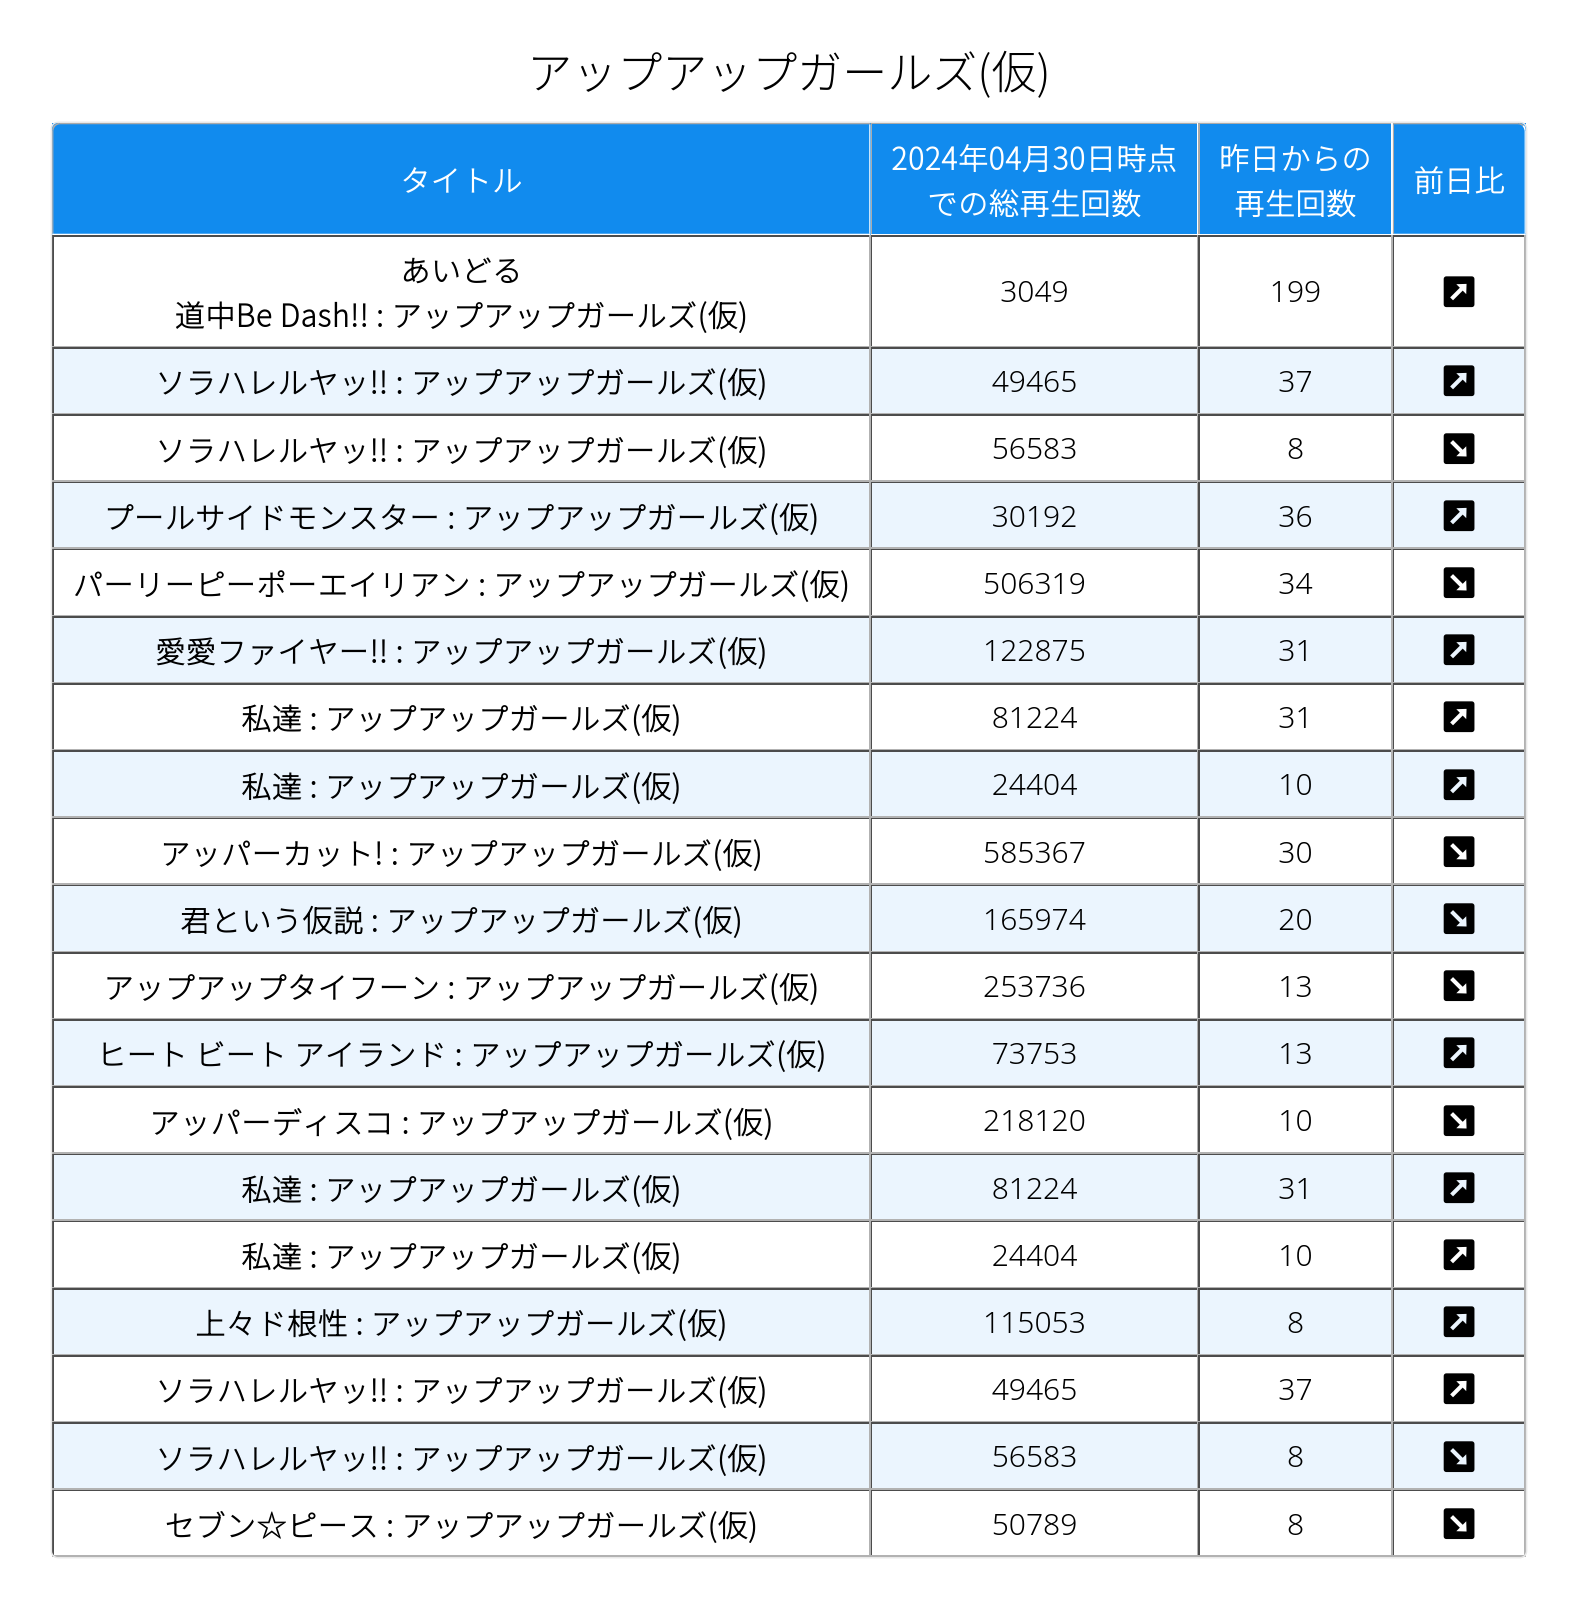 アップアップガールズ(仮)
タイトル
2024年04月30日時点
での総再生回数
昨日からの
再生回数
前日比
あいどる
道中Be Dash!! : アップアップガールズ(仮)
3049
199
ソラハレルヤッ!! : アップアップガールズ(仮)
49465
37
ソラハレルヤッ!! : アップアップガールズ(仮)
56583
8
プールサイドモンスター : アップアップガールズ(仮)
30192
36
パーリーピーポーエイリアン : アップアップガールズ(仮)
506319
34
愛愛ファイヤー!! : アップアップガールズ(仮)
122875
31
私達 : アップアップガールズ(仮)
81224
31
私達 : アップアップガールズ(仮)
24404
10
アッパーカット! : アップアップガールズ(仮)
585367
30
君という仮説 : アップアップガールズ(仮)
165974
20
アップアップタイフーン : アップアップガールズ(仮)
253736
13
ヒート ビート アイランド : アップアップガールズ(仮)
73753
13
アッパーディスコ : アップアップガールズ(仮)
218120
10
私達 : アップアップガールズ(仮)
81224
31
私達 : アップアップガールズ(仮)
24404
10
上々ド根性 : アップアップガールズ(仮)
115053
8
ソラハレルヤッ!! : アップアップガールズ(仮)
49465
37
ソラハレルヤッ!! : アップアップガールズ(仮)
56583
8
セブン☆ピース : アップアップガールズ(仮)
50789
8